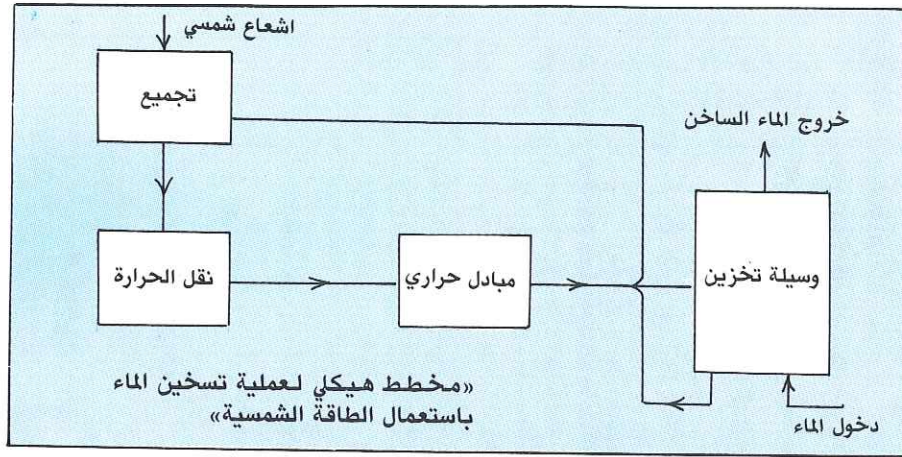 اشعاع شمسي
تجميع
خروج الماء الساخن
نقل الحرارة
مبادل حراري
وسيلة تخزين
«مخطط هيكلي لعملية تسخين الماء
باستعمال الطاقة الشمسية»
دخول الماء